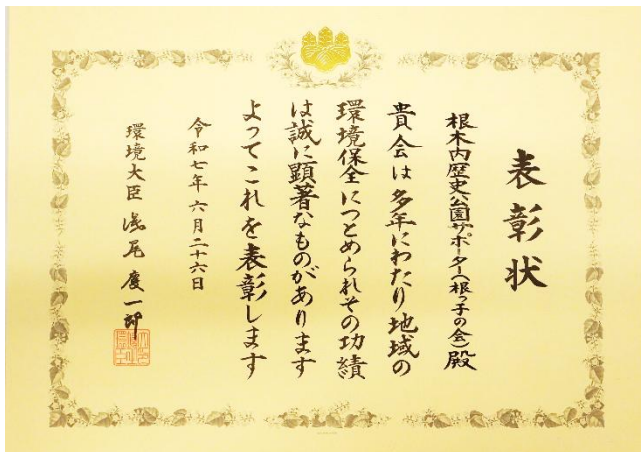 表彰状
根木内歴史公園サポーター(根っ子の会)殿
貴会は多年にわたり地域の
環境保全につとめられその功績
は誠に顕著なものがあります
よってこれを表彰します
令和七年六月二十六日
環境大臣 浅尾慶一郎